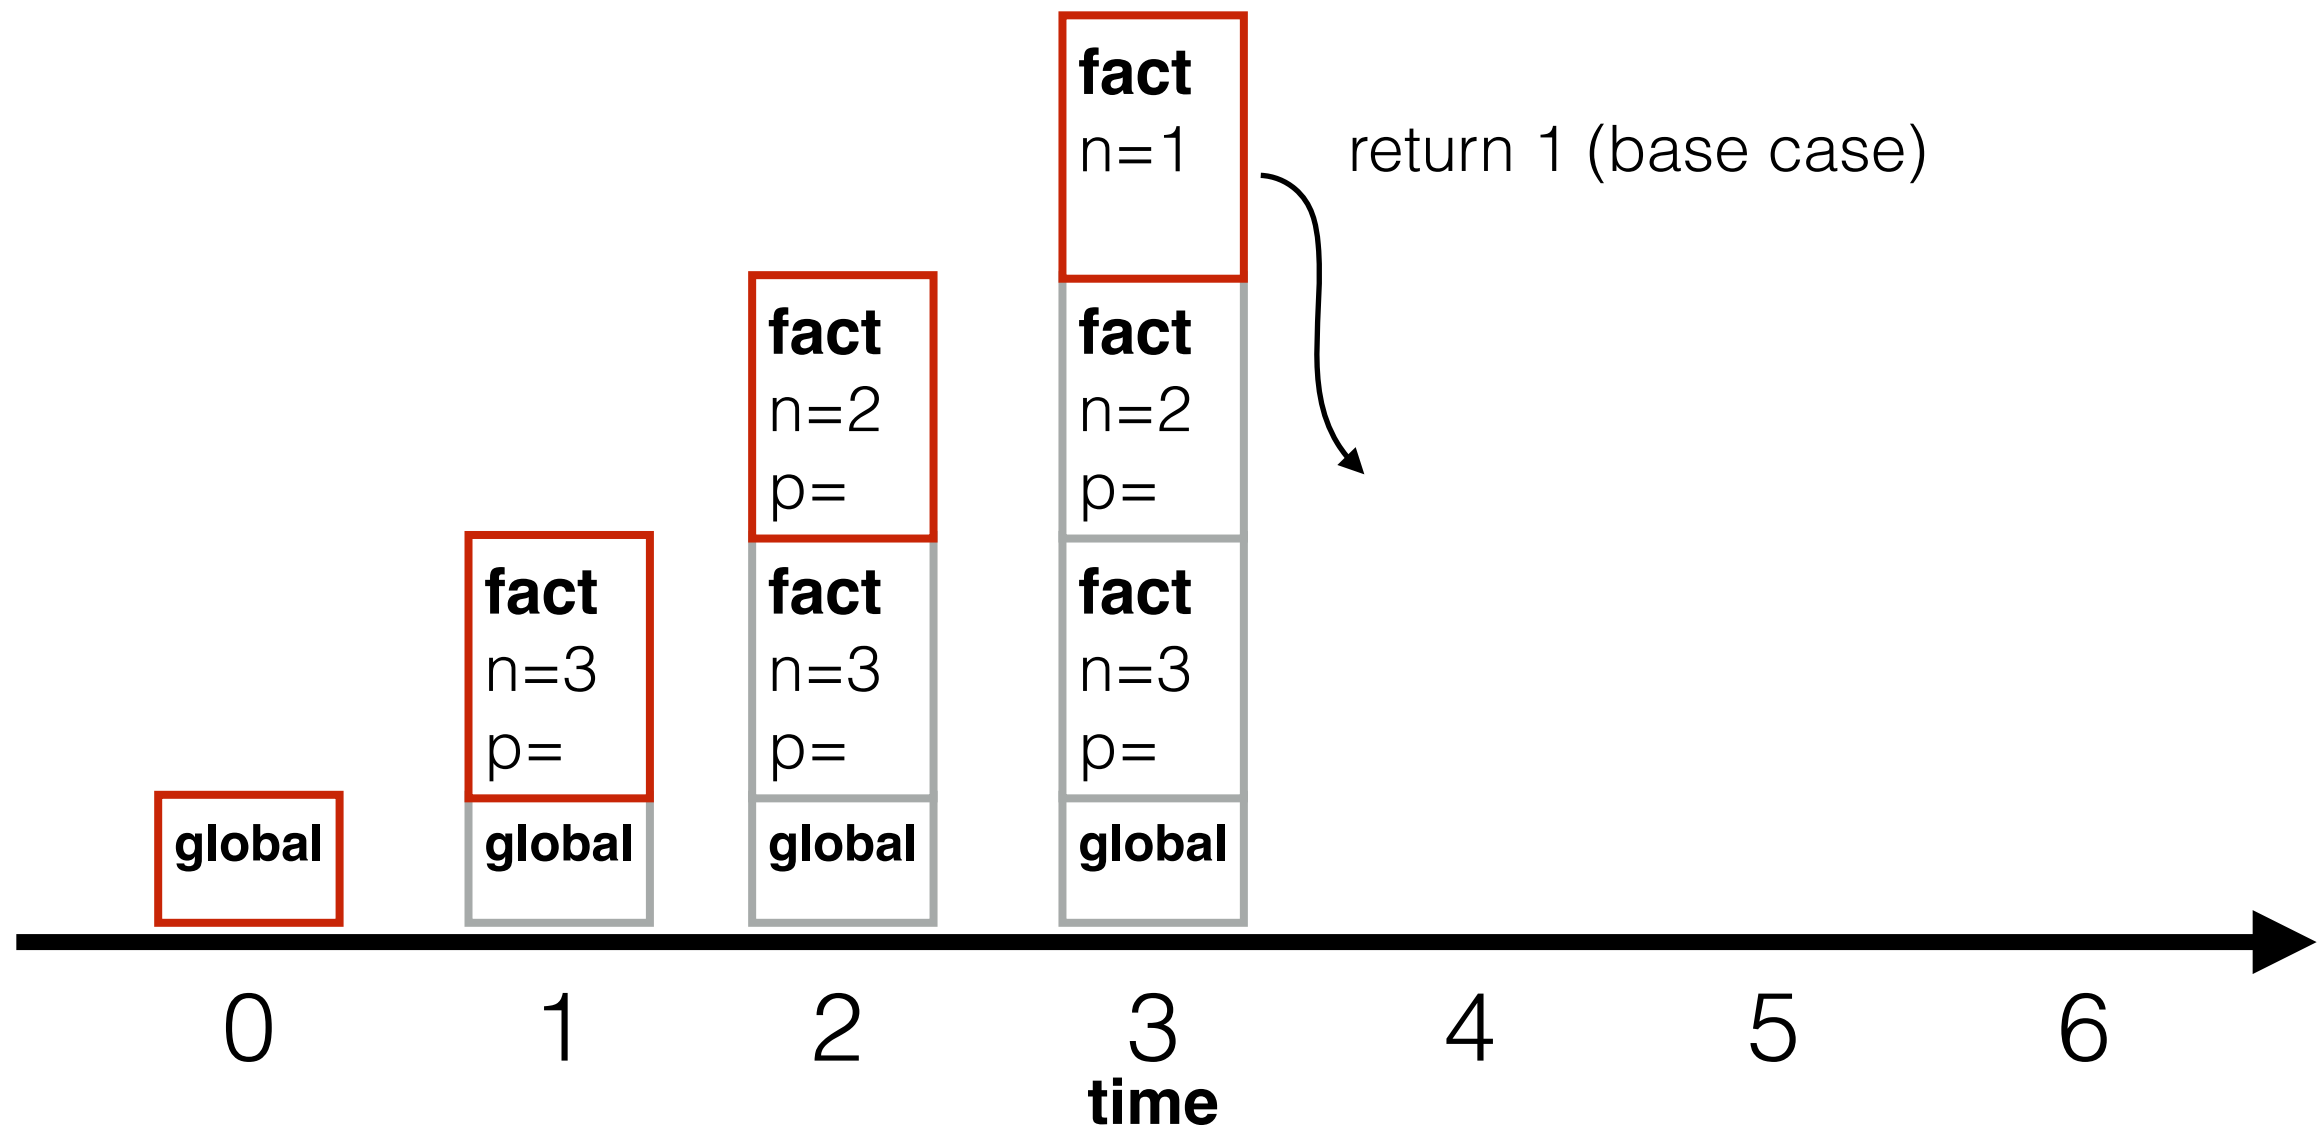 fact
n=1
return 1 (base case)
fact
n=2
p=
fact
n=2
p=
fact
n=3
p=
fact
n=3
p=
fact
n=3
p=
global
global
global
global
0 1 2 3 4 5 6
time